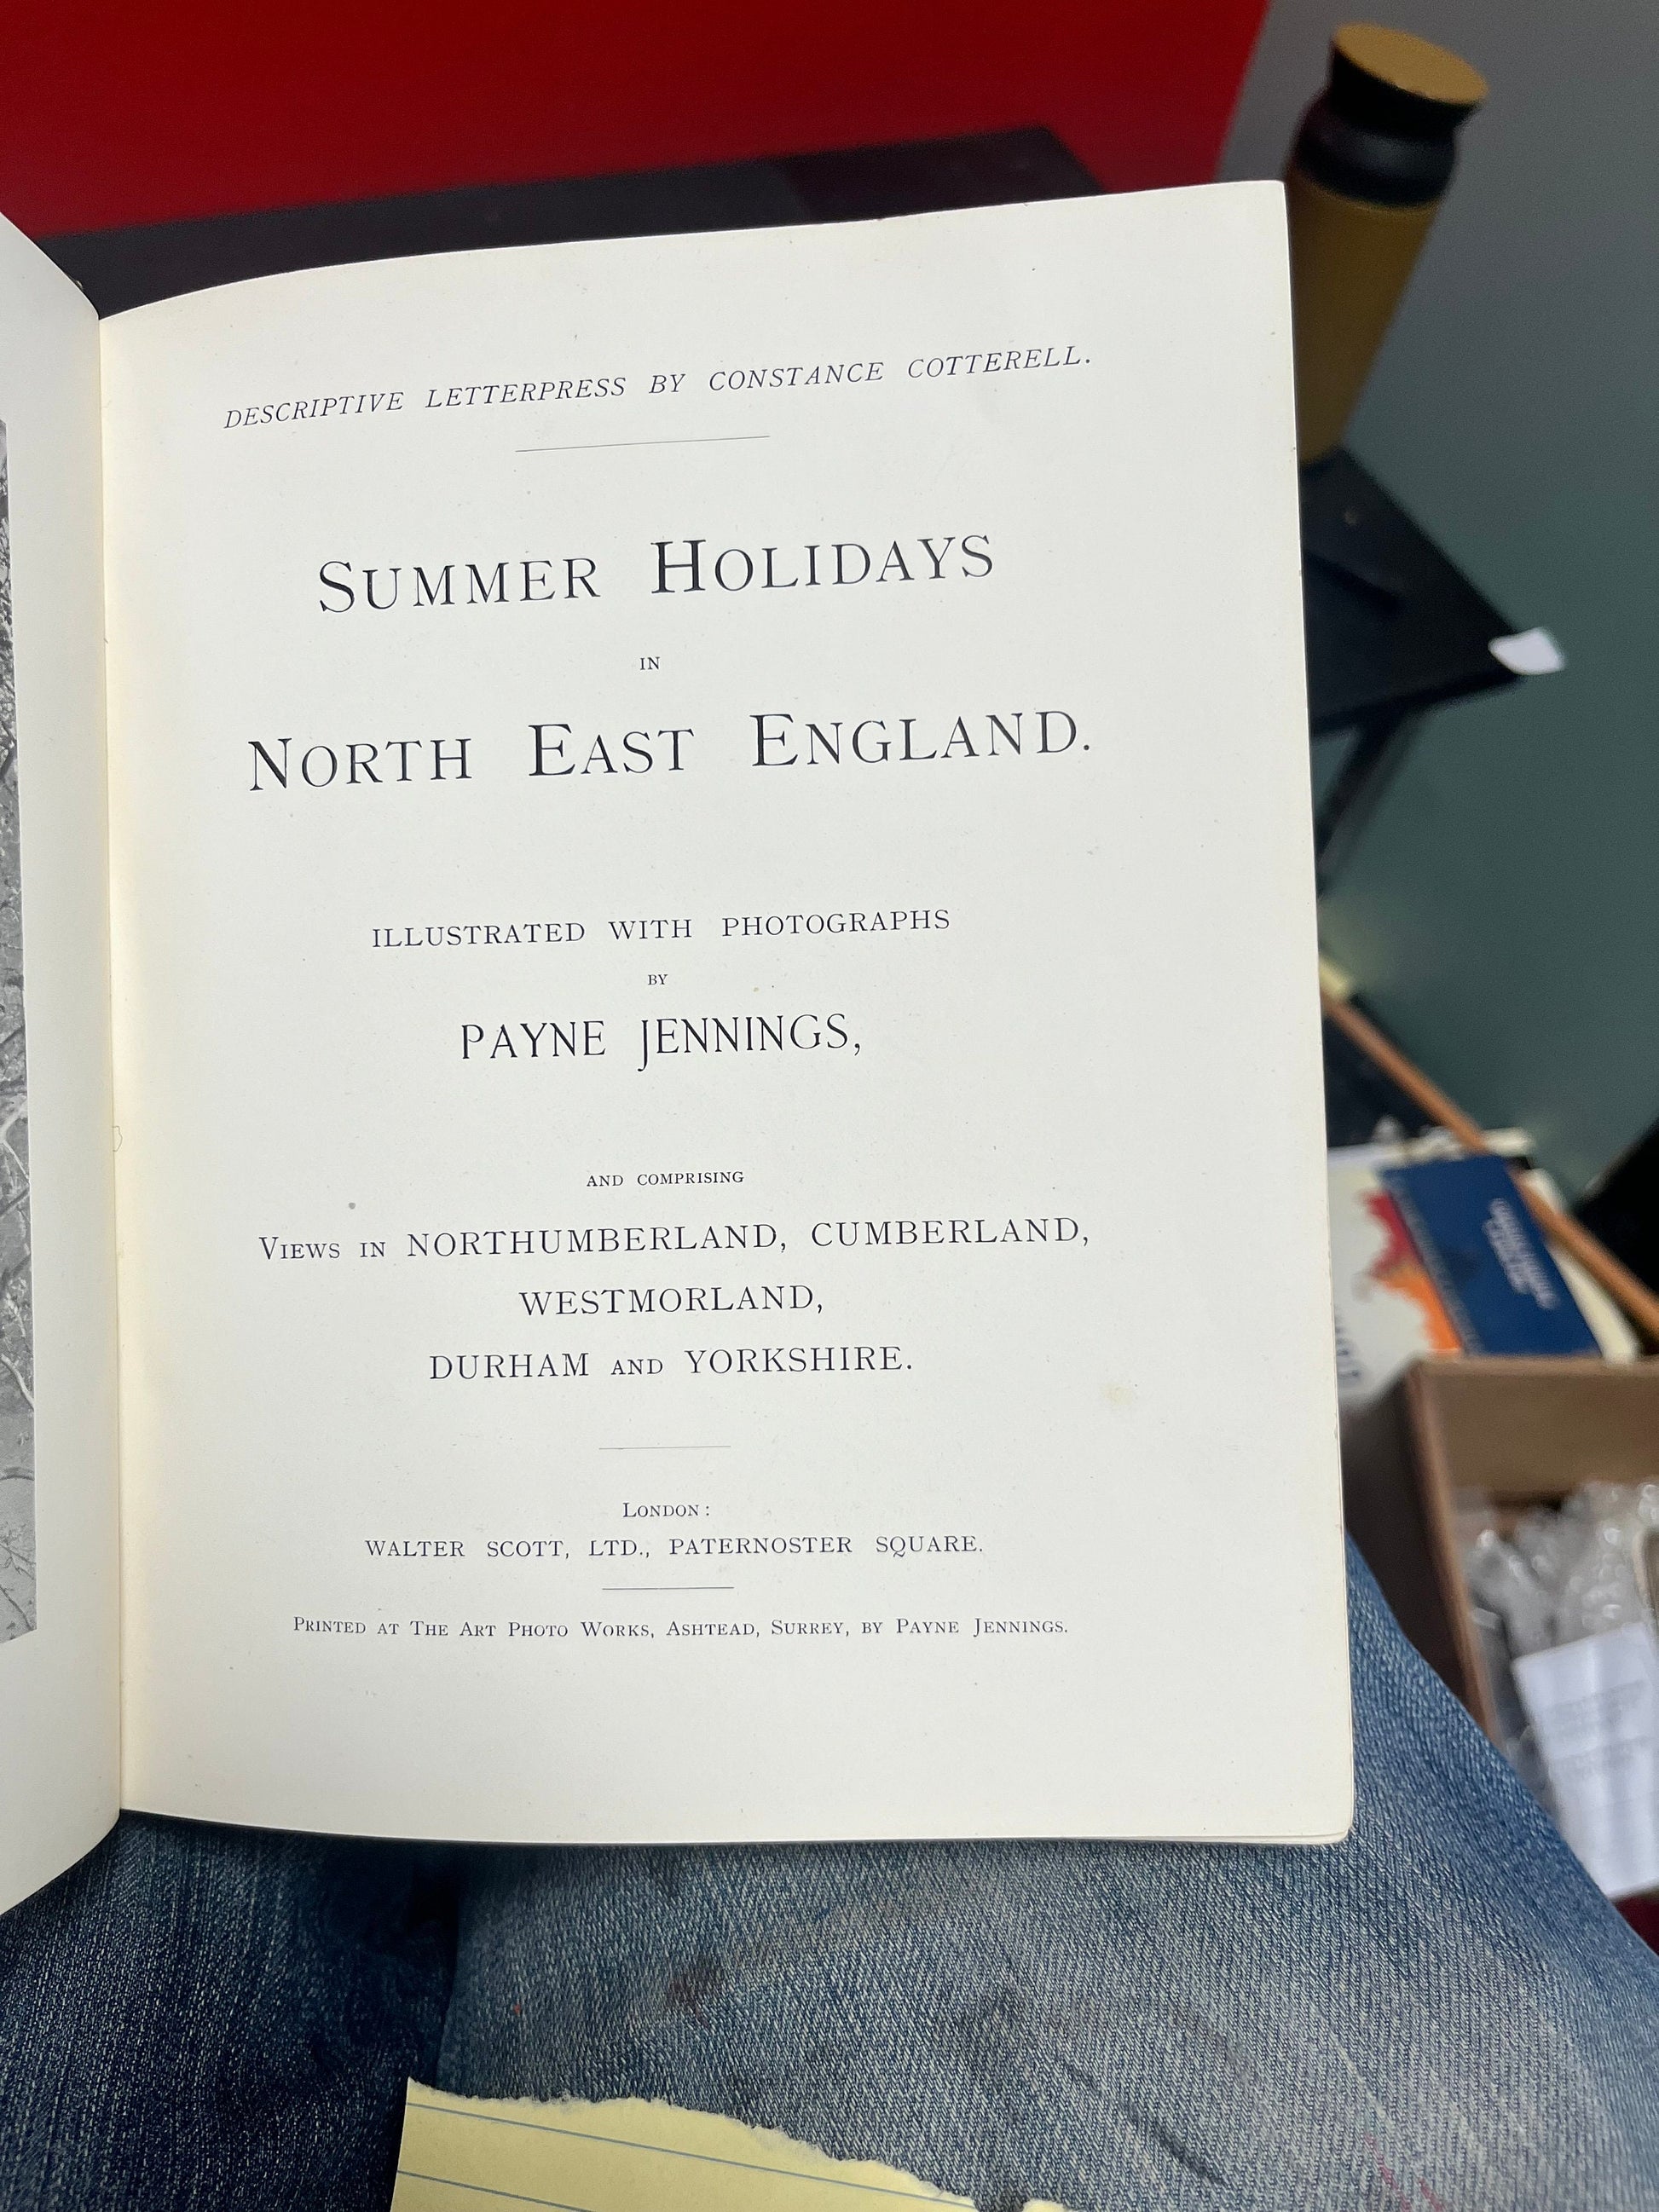 DESCRIPTIVE LETTERPRESS BY CONSTANCE COTTERELL.
SUMMER HOLIDAYS
IN
NORTH EAST ENGLAND.
ILLUSTRATED WITH PHOTOGRAPHS
BY
PAYNE JENNINGS,
AND COMPRISING
VIEWS IN NORTHUMBERLAND, CUMBERLAND,
WESTMORLAND,
DURHAM AND YORKSHIRE.
LONDON:
WALTER SCOTT, LTD., PATERNOSTER SQUARE.
PRINTED AT THE ART PHOTO WORKS, ASHTEAD, SURREY, BY PAYNE JENNINGS.